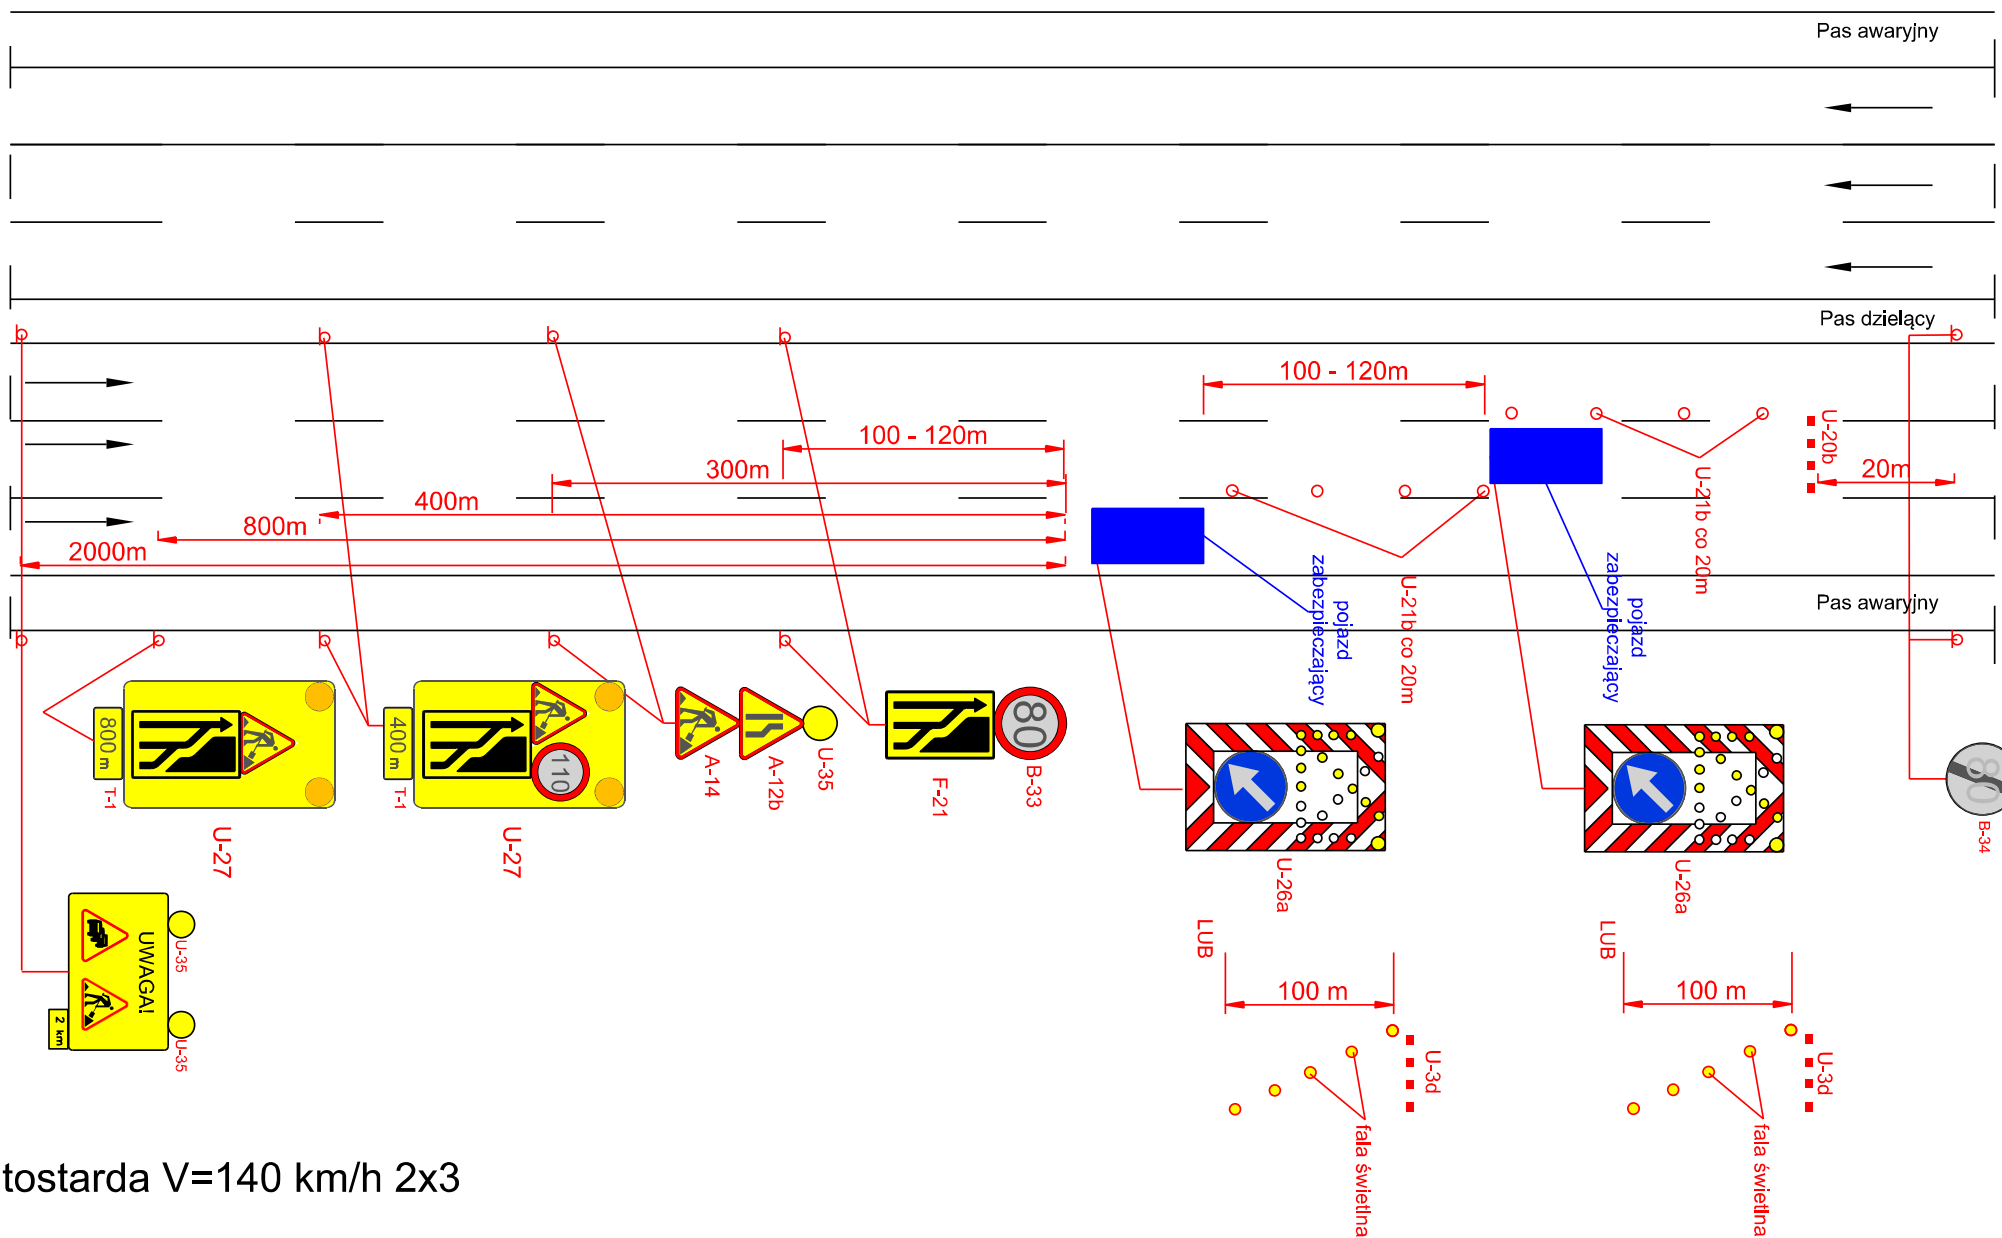 Pas awaryjny
Pas dzielący
100 - 120m
U-20b
100 - 120m
20m
300m
U-21b co 20m
400m
800m
2000m
pojazd
zabezpieczający
U-21b co 20m
pojazd
zabezpieczający
Pas awaryjny
800 m
T-1
U-27
400 m
T-1
110
U-27
A-14
A-12b
U-35
F-21
80
B-33
U-26a
U-26a
80
B-34
UWAGA!
U-35
U-35
2 km
LUB
100 m
U-3d
fala świetlna
LUB
100 m
U-3d
fala świetlna
tostarda V=140 km/h 2x3